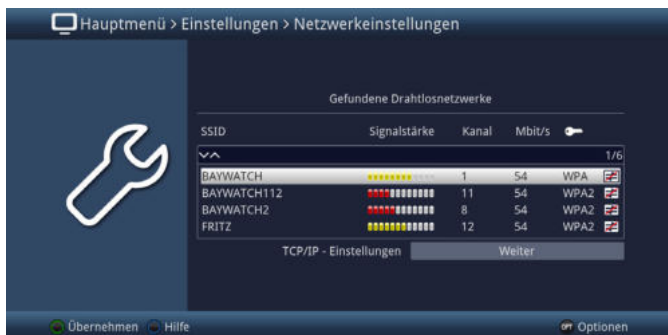 Hauptmenü > Einstellungen > Netzwerkeinstellungen
Gefundene Drahtlosnetzwerke
SSID Signalstärke Kanal Mbit/s
1/6
BAYWATCH 1 54 WPA
BAYWATCH112 11 54 WPA2
BAYWATCH2 8 54 WPA2
FRITZ 12 54 WPA2
TCP/IP - Einstellungen Weiter
Übernehmen Hilfe OPT Optionen